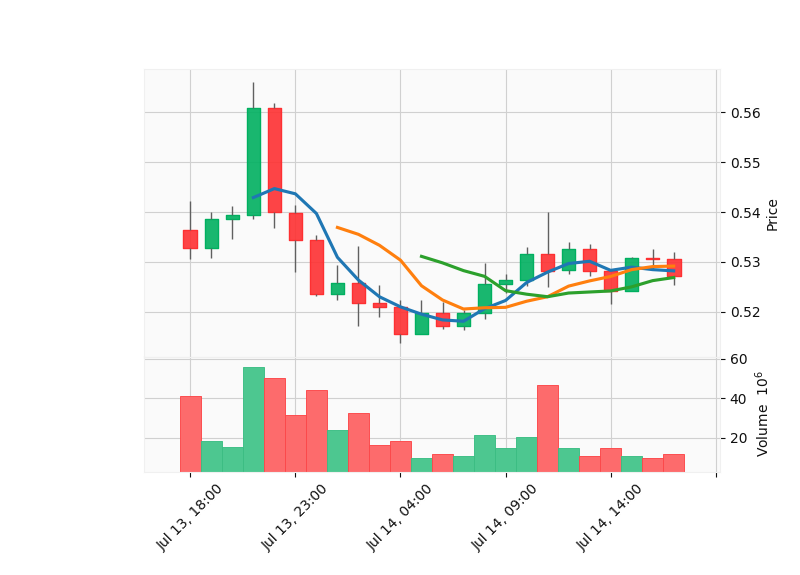 0.56
0.55
0.54
0.53
0.52
Price
60
40
20
Volume 10^6
Jul 13, 18:00
Jul 13, 23:00
Jul 14, 04:00
Jul 14, 09:00
Jul 14, 14:00